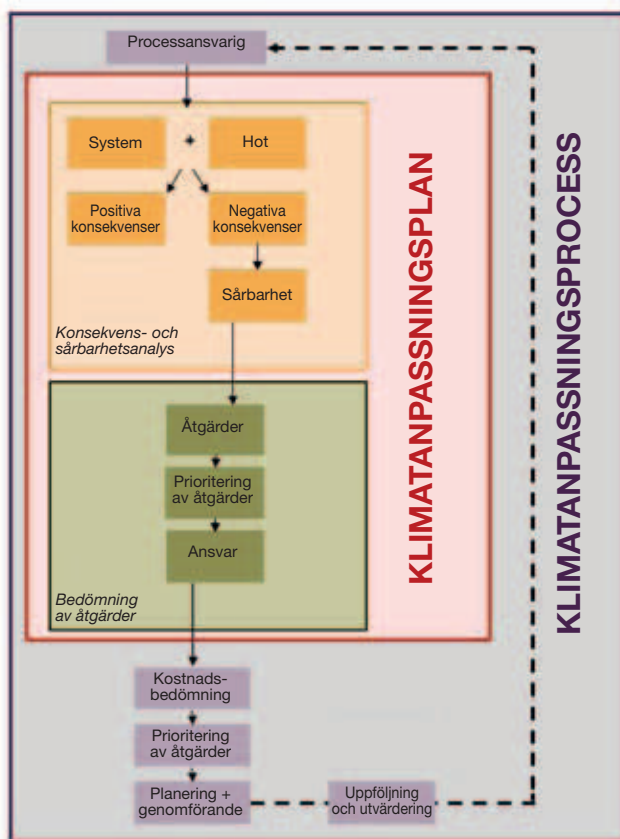 Processansvarig
System
+
Hot
Positiva
konsekvenser
Negativa
konsekvenser
Sårbarhet
Konsekvens- och
sårbarhetsanalys
Åtgärder
Prioritering
av åtgärder
Ansvar
Bedömning
av åtgärder
KLIMATANPASSNINGSPLAN
KLIMATANPASSNINGSPROCESS
Kostnads-
bedömning
Prioritering
av åtgärder
Planering +
genomförande
Uppföljning
och utvärdering